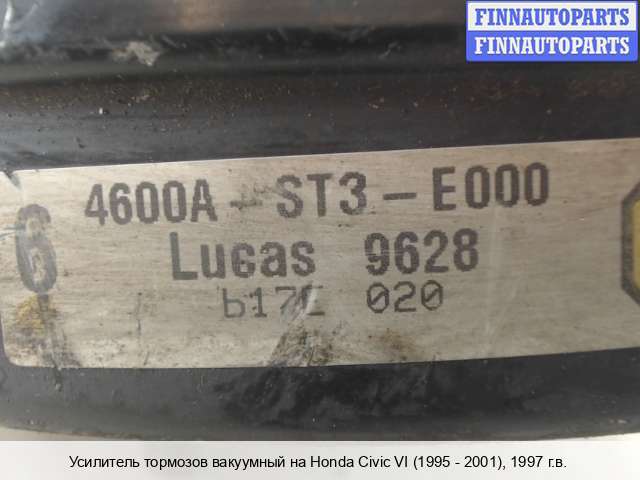 FINNAUTOPARTS
FINNAUTOPARTS
4600A-ST3-E000
6
Lucas 9628
020
Усилитель тормозов вакуумный на Honda Civic VI (1995 - 2001), 1997 г.в.